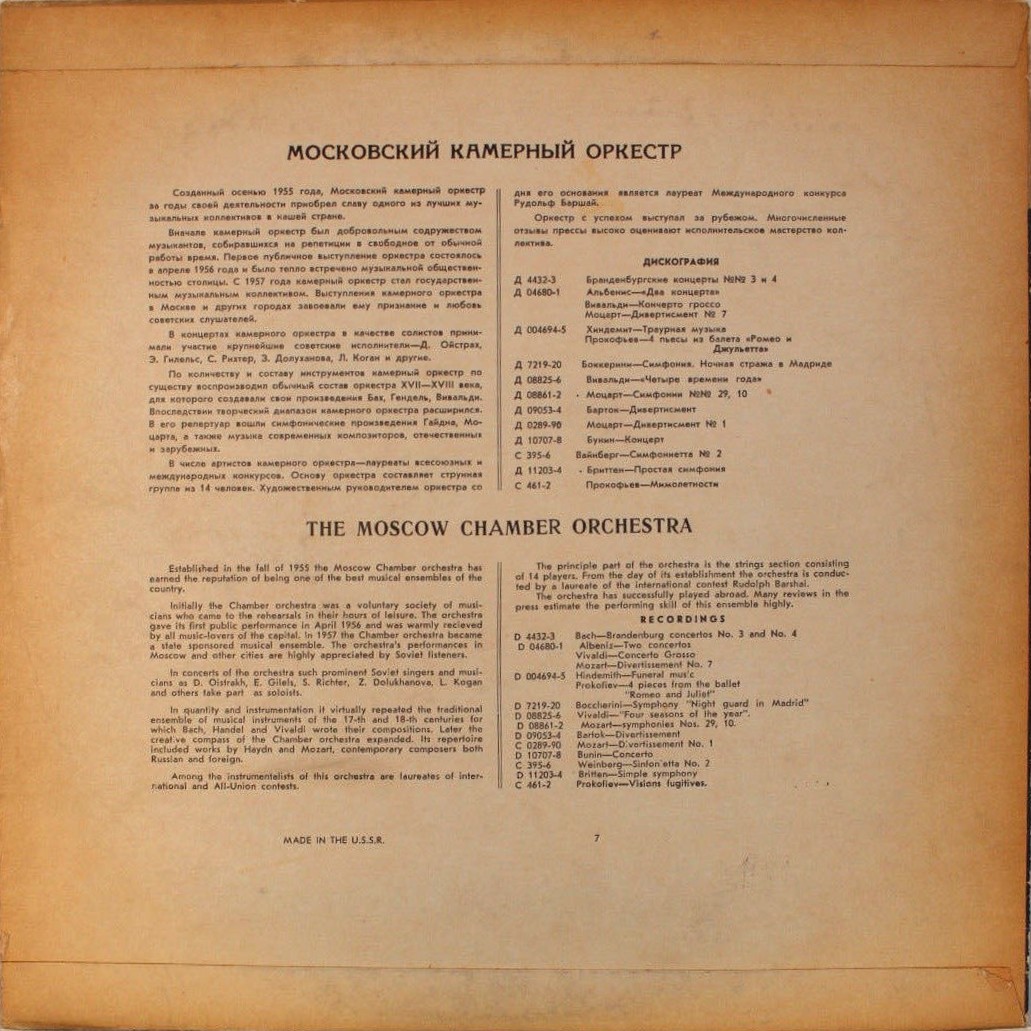 МОСКОВСКИЙ КАМЕРНЫЙ ОРКЕСТР
Созданный осенью 1955 года, Московский камерный оркестр
за годы своей деятельности приобрел славу одного из лучших му-
зыкальных коллективов в нашей стране.
Вначале камерный оркестр был добровольным содружеством
музыкантов, собиравшихся на репетиции в свободное от обычной
работы время. Первое публичное выступление оркестра состоялось
в апреле 1956 года и было тепло встречено музыкальной обществен-
ностью столицы. С 1957 года камерный оркестр стал государствен-
ным музыкальным коллективом. Выступления камерного оркестра
в Москве и других городах завоевали ему признание и любовь
советских слушателей.
В концертах камерного оркестра в качестве солистов прини-
мали участие крупнейшие советские исполнители—Д. Ойстрах,
Э. Гилельс, С. Рихтер, З. Долуханова, Л. Коган и другие.
По количеству и составу инструментов камерный оркестр по
существу воспроизводил обычный состав оркестра XVII—XVIII века,
для которого создавали свои произведения Бах, Гендель, Вивальди.
Впоследствии творческий диапазон камерного оркестра расширился.
В его репертуар вошли симфонические произведения Гайдна, Мо-
царта, а также музыка современных композиторов, отечественных
и зарубежных.
В числе артистов камерного оркестра—лауреаты всесоюзных и
международных конкурсов. Основу оркестра составляет струнная
группа из 14 человек. Художественным руководителем оркестра со
дня его основания является лауреат Международного конкурса
Рудольф Баршай.
Оркестр с успехом выступал за рубежом. Многочисленные
отзывы прессы высоко оценивают исполнительское мастерство кол-
лектива.
ДИСКОГРАФИЯ
Д 4432-3 Бранденбургские концерты №№ 3 и 4
Д 04680-1 Альбенис—«Два концерта»
Вивальди—Кончерто гроссо
Моцарт—Дивертисмент № 7
Д 004694-5 Хиндемит—Траурная музыка
Прокофьев—4 пьесы из балета «Ромео и
Джульетта»
Д 7219-20 Боккерини—Симфония. Ночная стража в Мадриде
Д 08825-6 Вивальди—«Четыре времени года»
Д 08861-2 Моцарт—Симфонии №№ 29, 10
Д 09053-4 Барток—Дивертисмент
Д 0289-90 Моцарт—Дивертисмент № 1
Д 10707-8 Бунин—Концерт
С 395-6 Вайнберг—Симфониетта № 2
Д 11203-4 Бриттен—Простая симфония
С 461-2 Прокофьев—Мимолетности
THE MOSCOW CHAMBER ORCHESTRA
Established in the fall of 1955 the Moscow Chamber orchestra has
earned the reputation of being one of the best musical ensembles of the
country.
Initially the Chamber orchestra was a voluntary society of musi-
cians who came to the rehearsals in their hours of leisure. The orchestra
gave its first public performance in April 1956 and was warmly recieved
by all music-lovers of the capital. In 1957 the Chamber orchestra became
a state sponsored musical ensemble. The orchestra's performances in
Moscow and other cities are highly appreciated by Soviet listeners.
In concerts of the orchestra such prominent Soviet singers and musi-
cians as D. Oistrakh, E. Gilels, S. Richter, Z. Dolukhanova, L. Kogan
and others take part as soloists.
In quantity and instrumentation it virtually repeated the traditional
ensemble of musical instruments of the 17-th and 18-th centuries for
which Bach, Handel and Vivaldi wrote their compositions. Later the
creative compass of the Chamber orchestra expanded. Its repertoire
included works by Haydn and Mozart, contemporary composers both
Russian and foreign.
Among the instrumentelists of this orchestra are laureates of inter-
national and All-Union contests.
The principle part of the orchestra is the strings section consisting
of 14 players. From the day of its establishment the orchestra is conduc-
ted by a laureate of the international contest Rudolph Barshai.
The orchestra has successfully played abroad. Many reviews in the
press estimate the performing skill of this ensemble highly.
RECORDINGS
D 4432-3 Bach—Brandenburg concertos No. 3 and No. 4
D 04680-1 Albeniz—Two concertos
Vivaldi—Concerto Grosso
Mozart—Divertissement No. 7
D 004694-5 Hindemith—Funeral music
Prokofiev—4 pieces from the ballet
"Romeo and Juliet"
D 7219-20 Boccherini—Symphony "Night guard in Madrid"
D 08825-6 Vivaldi—"Four seasons of the year".
D 08861-2 Mozart—symphonies Nos. 29, 10.
D 09053-4 Bartok—Divertissement
C 0289-90 Mozart—Divertissement No. 1
D 10707-8 Bunin—Concerto
C 395-6 Weinberg—Sinfonietta No. 2
D 11203-4 Britten—Simple symphony
C 461-2 Prokofiev—Visions fugitives.
MADE IN THE U.S.S.R. 7